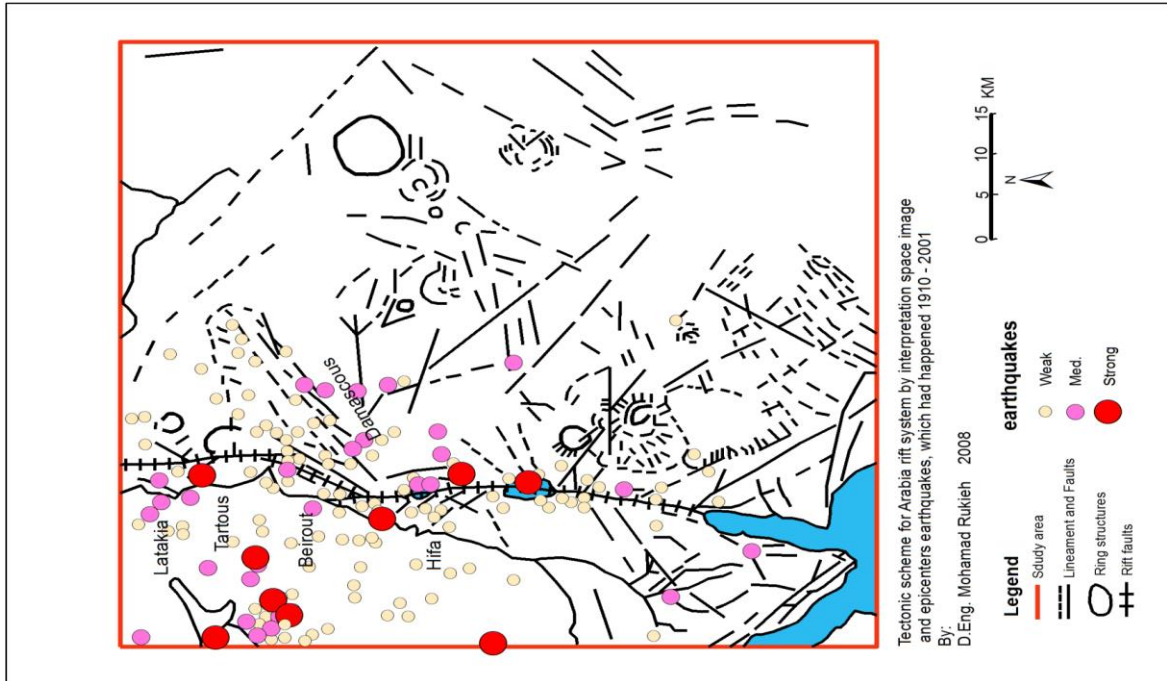 Latakia
Tartous
Beirout
Hifa
Damascous
Tectonic scheme for Arabia rift system by interpretation space image
and epicenters earthquakes, which had happened 1910 - 2001
By:
D.Eng. Mohamad Rukieh 2008
Legend
Sdudy area
Lineament and Faults
Ring structures
Rift faults
earthquakes
Weak
Med.
Strong
0 5 10 15 KM
N